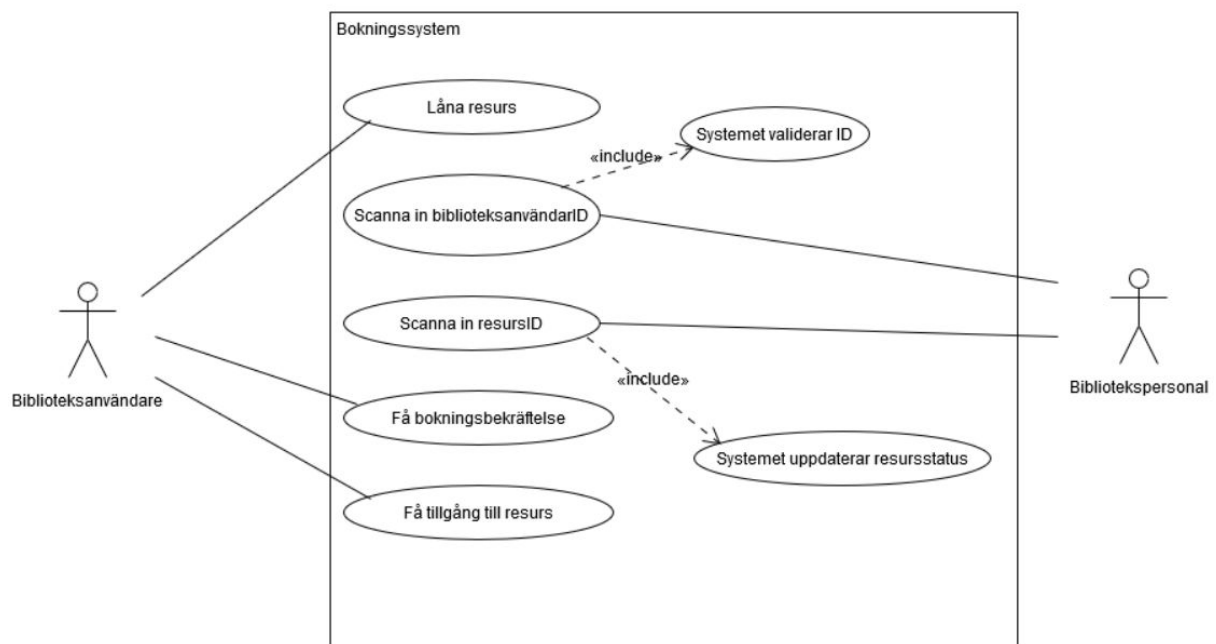 Bokningssystem
Låna resurs
Systemet validerar ID
«include»
Scanna in biblioteksanvändarID
Scanna in resursID
«include»
Biblioteksanvändare
Bibliotekspersonal
Få bokningsbekräftelse
Systemet uppdaterar resursstatus
Få tillgång till resurs